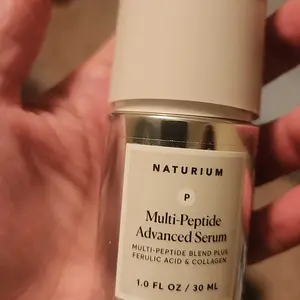 NATURIUM
P
Multi-Peptide
Advanced Serum
MULTI-PEPTIDE BLEND PLUS
FERULIC ACID & COLLAGEN
1.0 FL OZ / 30 ML